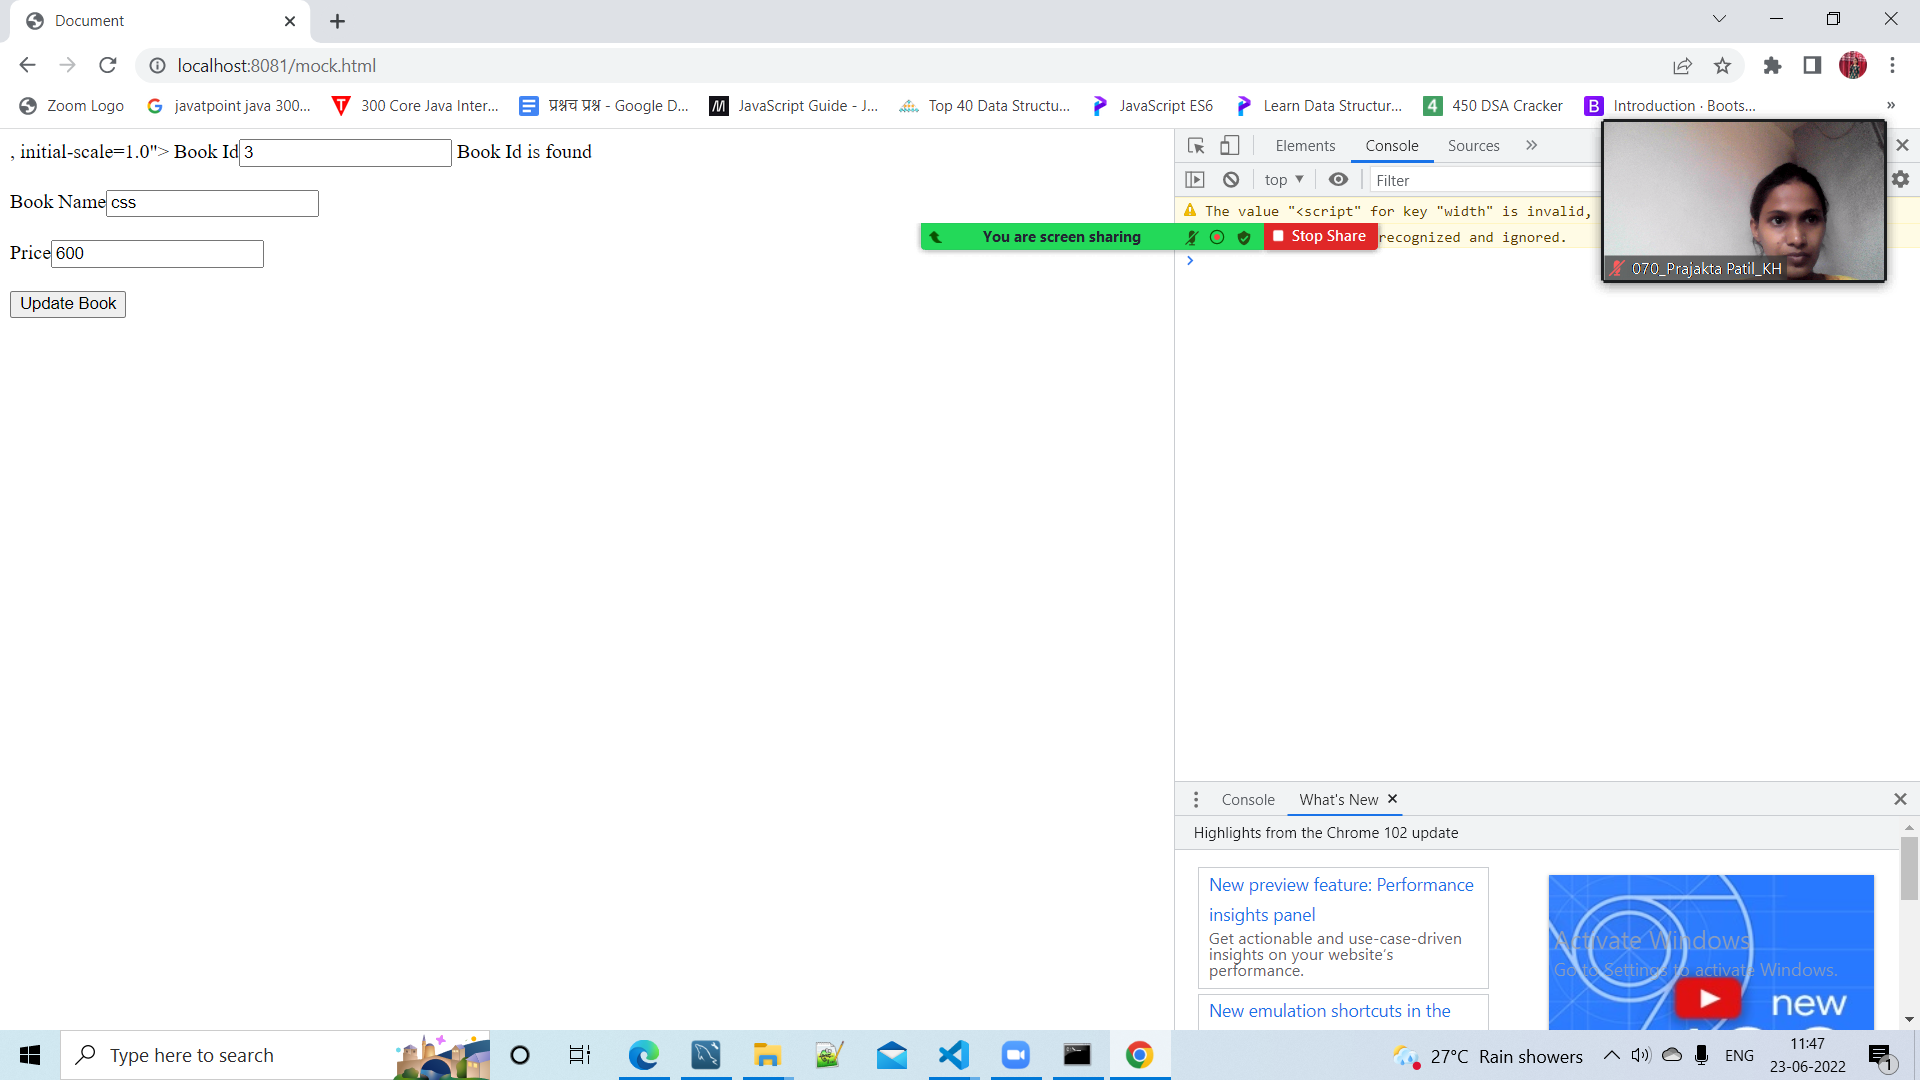 Document
localhost:8081/mock.html
Zoom Logo
javatpoint java 300...
300 Core Java Inter...
प्रश्नच प्रश्न - Google D...
JavaScript Guide - J...
Top 40 Data Structu...
JavaScript ES6
Learn Data Structur...
450 DSA Cracker
Introduction · Boots...
»
, initial-scale=1.0"> Book Id 3 Book Id is found
Book Name css
Price 600
Update Book
Elements Console Sources »
top Filter
The value "<script" for key "width" is invalid,
recognized and ignored.
You are screen sharing
Stop Share
070_Prajakta Patil_KH
Console What's New
Highlights from the Chrome 102 update
New preview feature: Performance
insights panel
Get actionable and use-case-driven
insights on your website's
performance.
New emulation shortcuts in the
Activate Windows
Go to Settings to activate Windows.
new
Type here to search
27°C Rain showers
ENG
11:47
23-06-2022
1